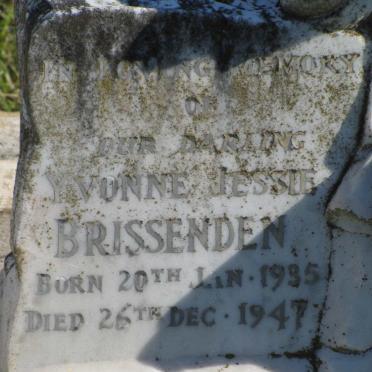 IN LOVING MEMORY
OF
OUR DARLING
YVONNE JESSIE
BRISSENDEN
BORN 20TH JAN · 1935
DIED 26TH DEC · 1947